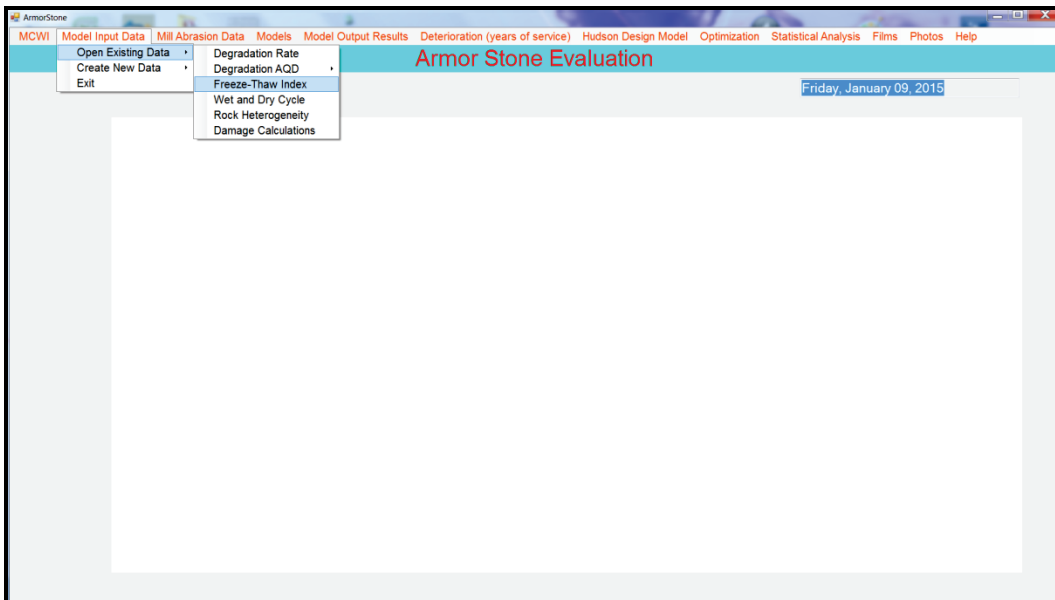 ArmorStone
MCWI Model Input Data Mill Abrasion Data Models Model Output Results Deterioration (years of service) Hudson Design Model Optimization Statistical Analysis Films Photos Help
Armor Stone Evaluation
Open Existing Data
Create New Data
Exit
Degradation Rate
Degradation AQD
Freeze-Thaw Index
Wet and Dry Cycle
Rock Heterogeneity
Damage Calculations
Friday, January 09, 2015